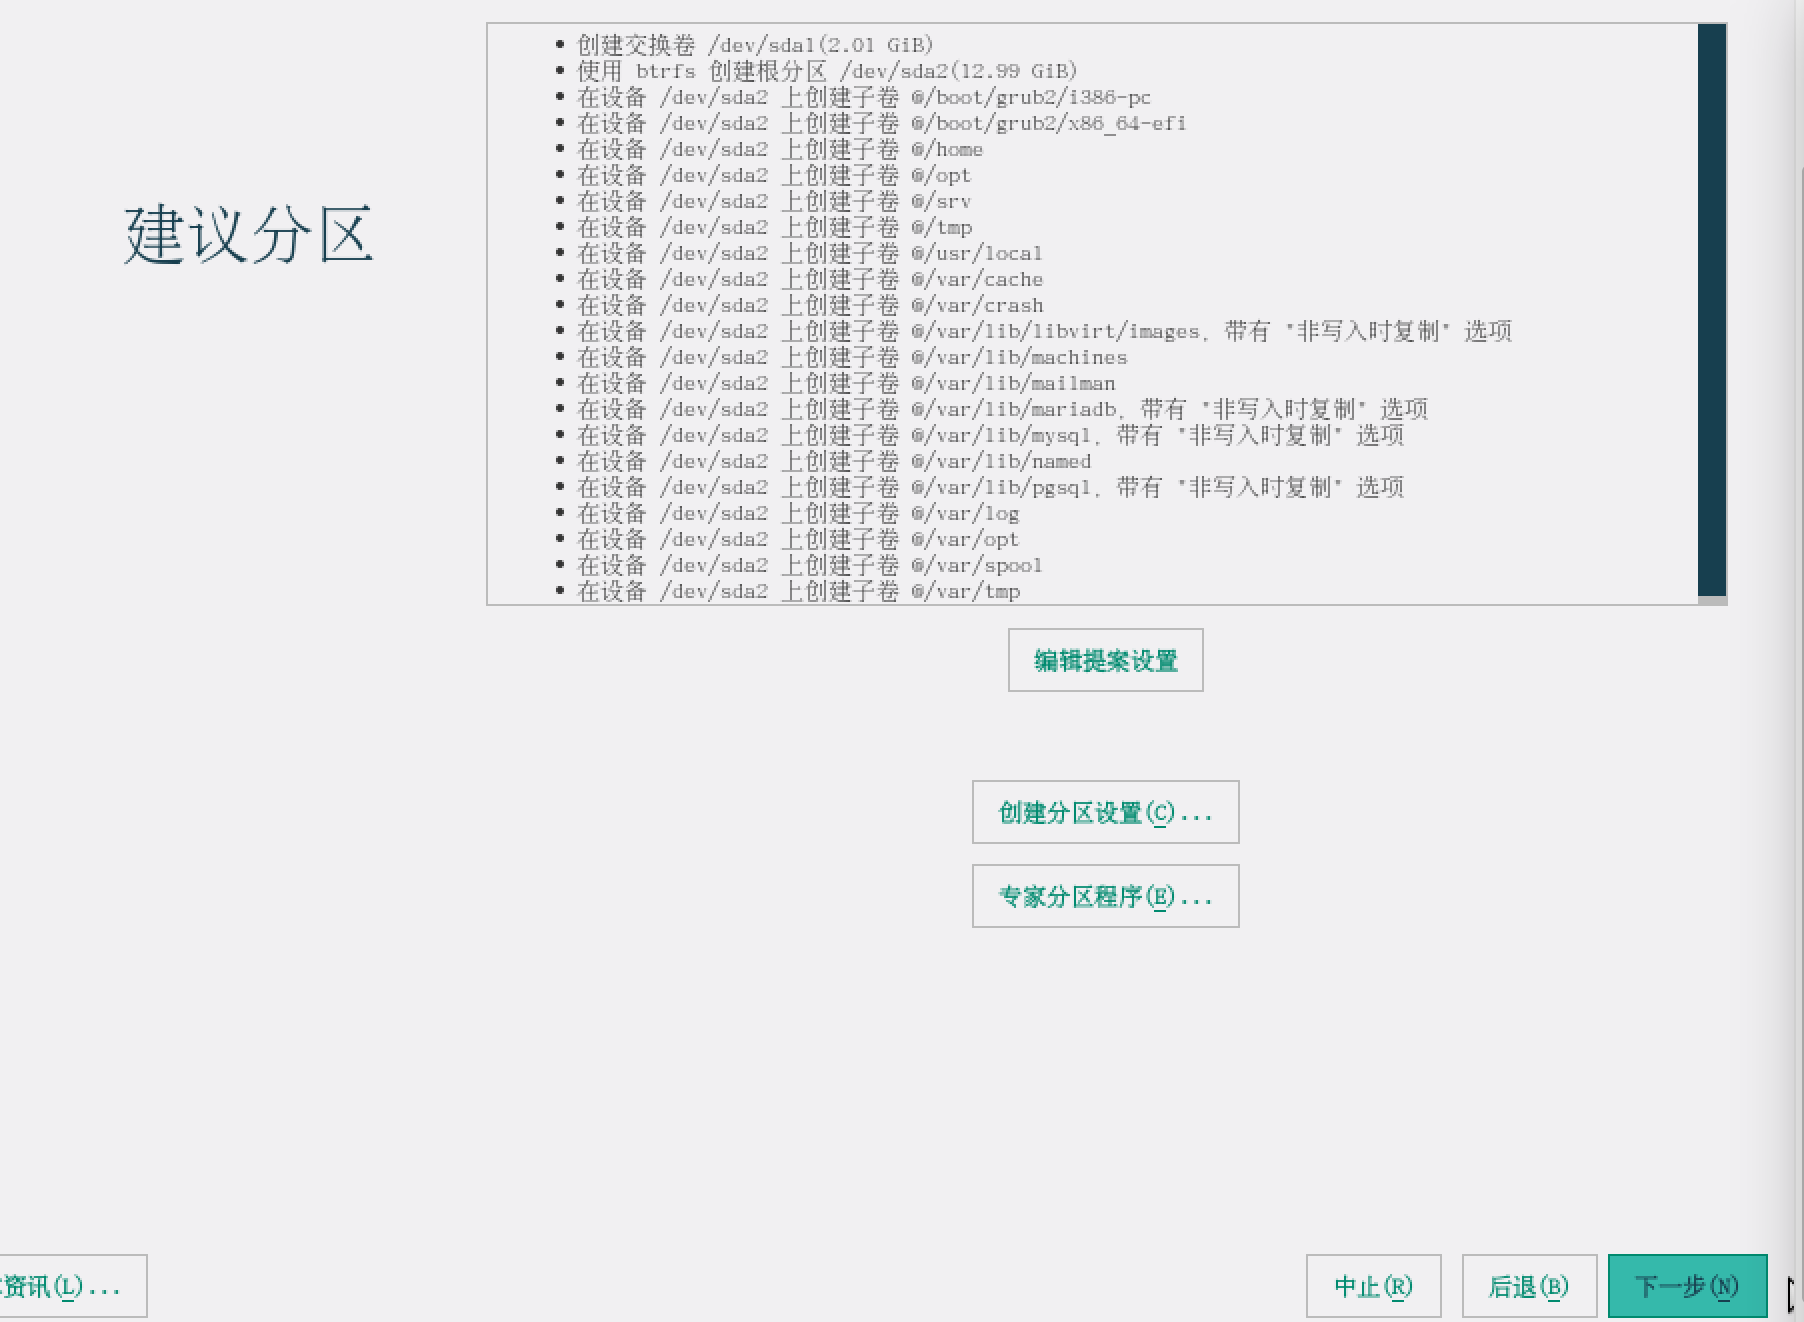 建议分区
• 创建交换卷 /dev/sda1(2.01 GiB)
• 使用 btrfs 创建根分区 /dev/sda2(12.99 GiB)
• 在设备 /dev/sda2 上创建子卷 @/boot/grub2/i386-pc
• 在设备 /dev/sda2 上创建子卷 @/boot/grub2/x86_64-efi
• 在设备 /dev/sda2 上创建子卷 @/home
• 在设备 /dev/sda2 上创建子卷 @/opt
• 在设备 /dev/sda2 上创建子卷 @/srv
• 在设备 /dev/sda2 上创建子卷 @/tmp
• 在设备 /dev/sda2 上创建子卷 @/usr/local
• 在设备 /dev/sda2 上创建子卷 @/var/cache
• 在设备 /dev/sda2 上创建子卷 @/var/crash
• 在设备 /dev/sda2 上创建子卷 @/var/lib/libvirt/images, 带有 "非写入时复制" 选项
• 在设备 /dev/sda2 上创建子卷 @/var/lib/machines
• 在设备 /dev/sda2 上创建子卷 @/var/lib/mailman
• 在设备 /dev/sda2 上创建子卷 @/var/lib/mariadb, 带有 "非写入时复制" 选项
• 在设备 /dev/sda2 上创建子卷 @/var/lib/mysql, 带有 "非写入时复制" 选项
• 在设备 /dev/sda2 上创建子卷 @/var/lib/named
• 在设备 /dev/sda2 上创建子卷 @/var/lib/pgsql, 带有 "非写入时复制" 选项
• 在设备 /dev/sda2 上创建子卷 @/var/log
• 在设备 /dev/sda2 上创建子卷 @/var/opt
• 在设备 /dev/sda2 上创建子卷 @/var/spool
• 在设备 /dev/sda2 上创建子卷 @/var/tmp
编辑提案设置
创建分区设置(C)...
专家分区程序(E)...
资讯(L)...
中止(R)
后退(B)
下一步(N)